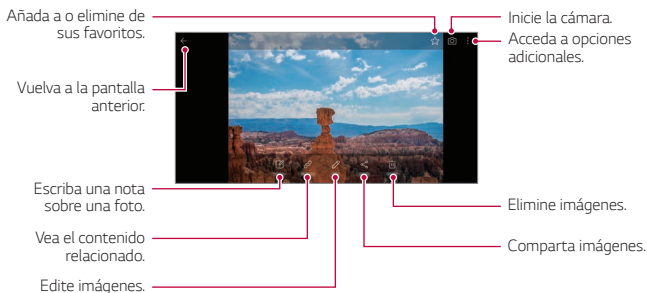 Añada a o elimine de
sus favoritos.
Vuelva a la pantalla
anterior.
Escriba una nota
sobre una foto.
Vea el contenido
relacionado.
Edite imágenes.
Inicie la cámara.
Acceda a opciones
adicionales.
Elimine imágenes.
Comparta imágenes.